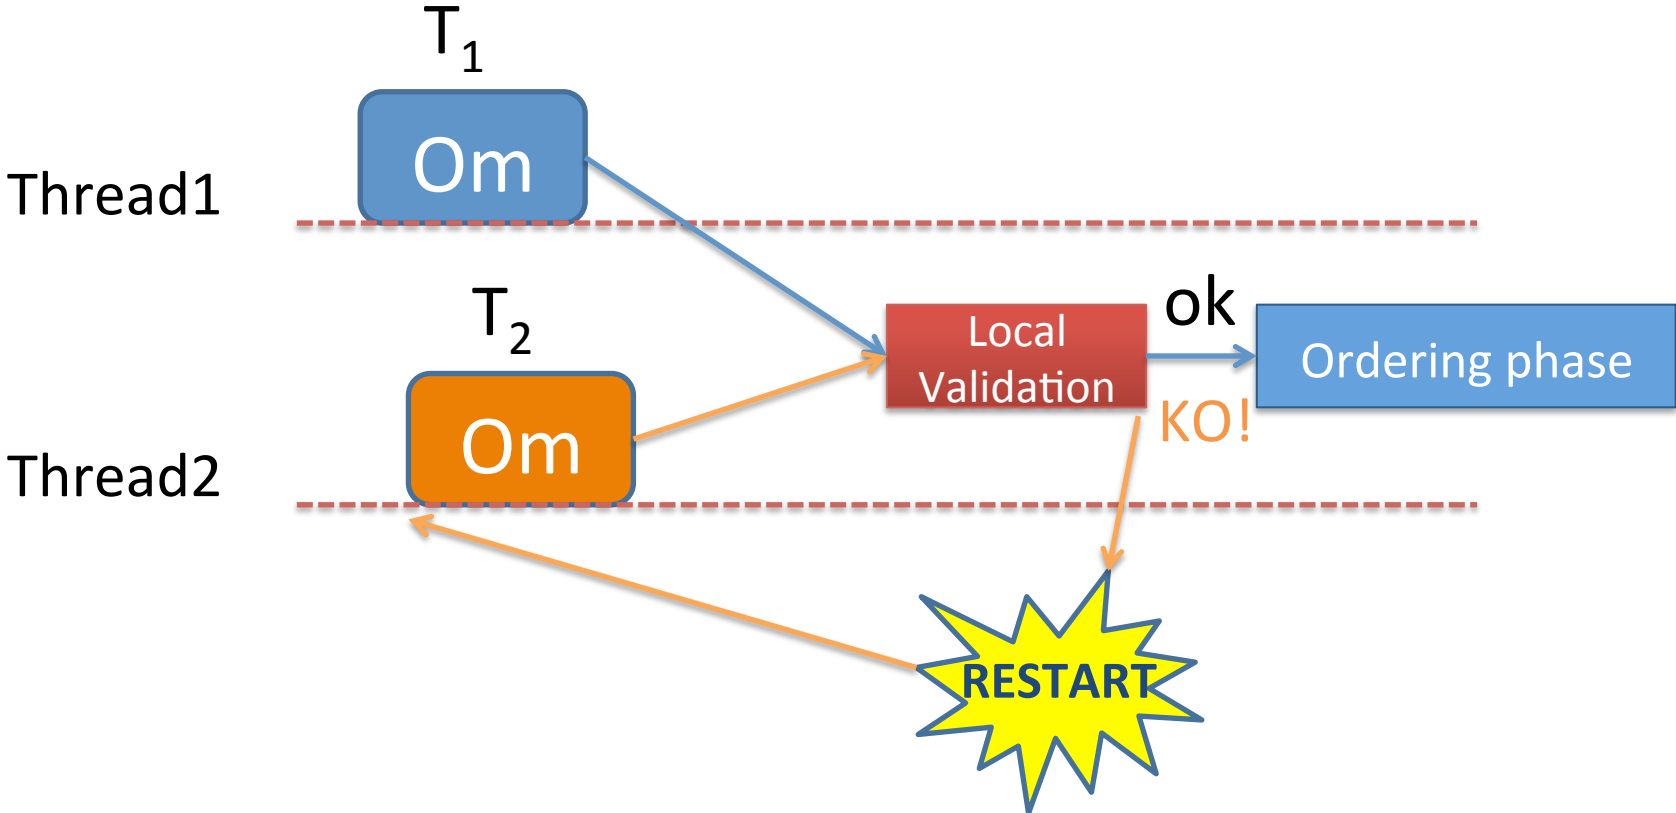 T1
Om
Thread1
T2
Om
Thread2
Local
Validation
ok
Ordering phase
KO!
RESTART